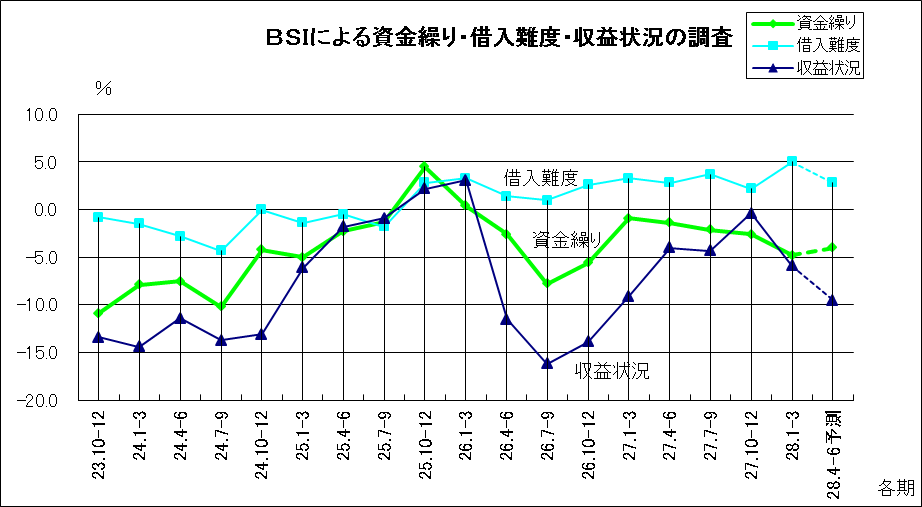 BSIによる資金繰り・借入難度・収益状況の調査
資金繰り
借入難度
収益状況
％
10.0
5.0
0.0
-5.0
-10.0
-15.0
-20.0
借入難度
資金繰り
収益状況
23.10-12
24.1-3
24.4-6
24.7-9
24.10-12
25.1-3
25.4-6
25.7-9
25.10-12
26.1-3
26.4-6
26.7-9
26.10-12
27.1-3
27.4-6
27.7-9
27.10-12
28.1-3
28.4-6予測
各期